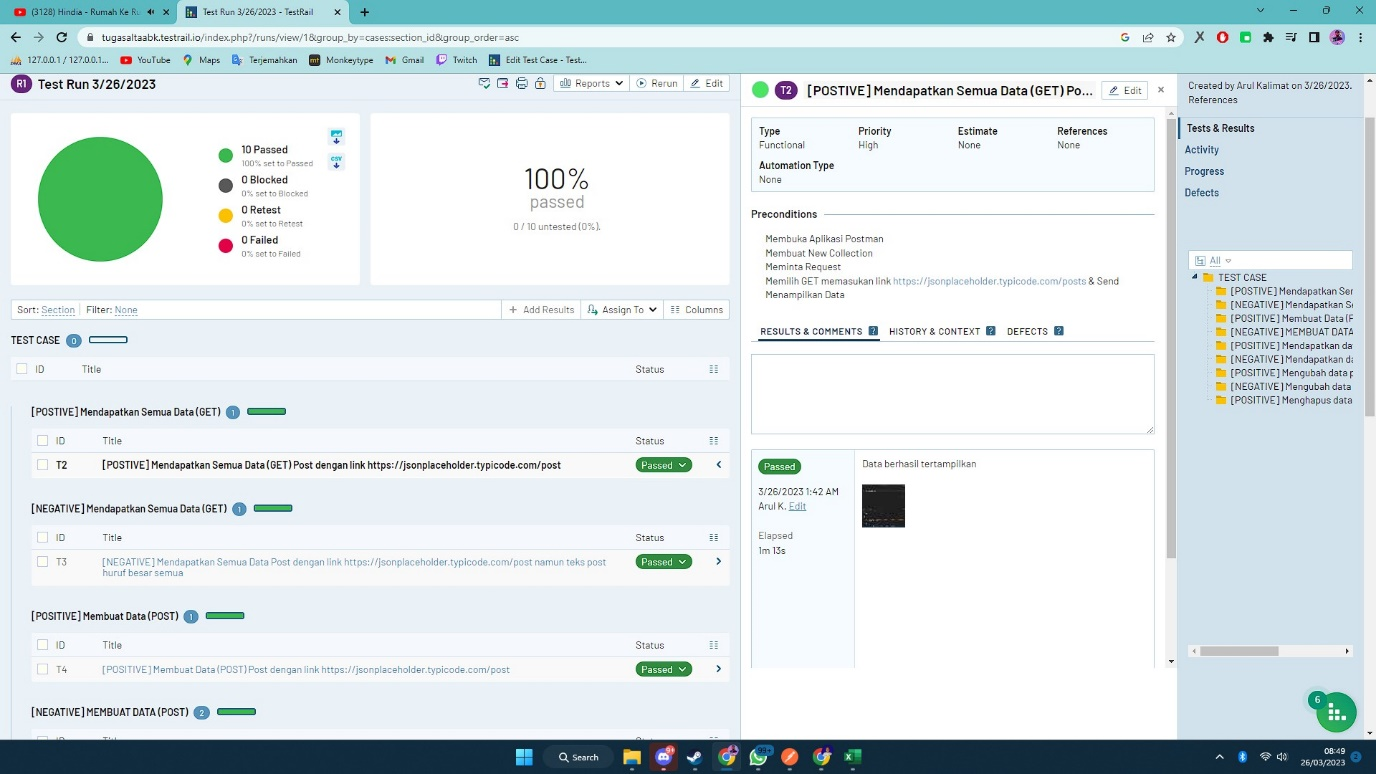 (3128) Hindia - Rumah Ke Ru
Test Run 3/26/2023 - TestRail
tugasaltaabk.testrail.io/index.php?/runs/view/1&group_by=cases:section_id&group_order=asc
127.0.0.1 / 127.0.0.1...
YouTube
Maps
Terjemahkan
mt Monkeytype
Gmail
Twitch
Edit Test Case - Test...
R1 Test Run 3/26/2023
Reports
Rerun
Edit
10 Passed
100% set to Passed
0 Blocked
0% set to Blocked
0 Retest
0% set to Retest
0 Failed
0% set to Failed
CSV
100%
passed
0 / 10 untested (0%).
Sort: Section Filter: None
+ Add Results
Assign To
Columns
TEST CASE 0
ID Title Status
[POSTIVE] Mendapatkan Semua Data (GET) 1
ID Title Status
T2 [POSTIVE] Mendapatkan Semua Data (GET) Post dengan link https://jsonplaceholder.typicode.com/post Passed
[NEGATIVE] Mendapatkan Semua Data (GET) 1
ID Title Status
T3 [NEGATIVE] Mendapatkan Semua Data Post dengan link https://jsonplaceholder.typicode.com/post namun teks post Passed
huruf besar semua
[POSITIVE] Membuat Data (POST) 1
ID Title Status
T4 [POSITIVE] Membuat Data (POST) Post dengan link https://jsonplaceholder.typicode.com/post Passed
[NEGATIVE] MEMBUAT DATA (POST) 2
T2 [POSTIVE] Mendapatkan Semua Data (GET) Po...
Edit
Type Priority Estimate References
Functional High None None
Automation Type
None
Preconditions
Membuka Aplikasi Postman
Membuat New Collection
Meminta Request
Memilih GET memasukan link https://jsonplaceholder.typicode.com/posts & Send
Menampilkan Data
RESULTS & COMMENTS ? HISTORY & CONTEXT ? DEFECTS ?
Passed
Data berhasil tertampilkan
3/26/2023 1:42 AM
Arul K. Edit
Elapsed
1m 13s
Created by Arul Kalimat on 3/26/2023.
References
Tests & Results
Activity
Progress
Defects
All
TEST CASE
[POSTIVE] Mendapatkan Ser
[NEGATIVE] Mendapatkan Se
[POSITIVE] Membuat Data (P
[NEGATIVE] MEMBUAT DATA
[POSITIVE] Mendapatkan da
[NEGATIVE] Mendapatkan da
[POSITIVE] Mengubah data p
[NEGATIVE] Mengubah data
[POSITIVE] Menghapus data
6
Search
9+
99+
08:49
26/03/2023
2